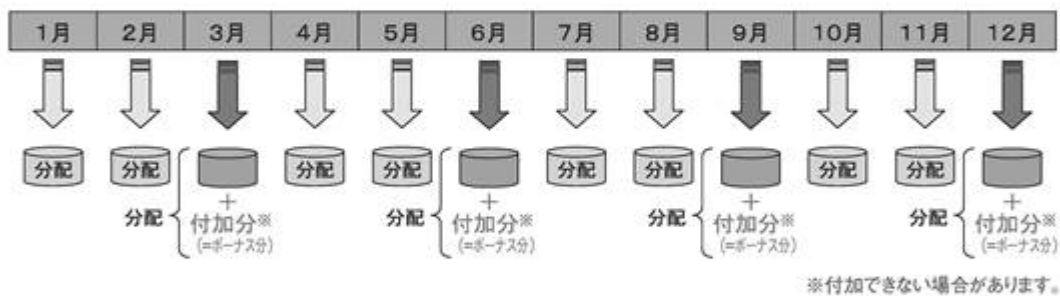 1月 2月 3月 4月 5月 6月 7月 8月 9月 10月 11月 12月
分配 分配 分配 分配 分配 分配 分配 分配
分配 + 分配 + 分配 + 分配 +
付加分※ 付加分※ 付加分※ 付加分※
(=ボーナス分) (=ボーナス分) (=ボーナス分) (=ボーナス分)
※付加できない場合があります。